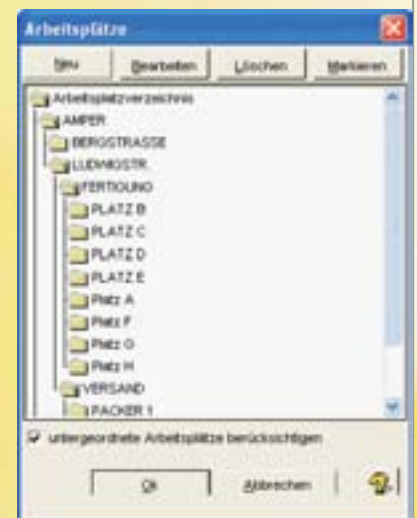 Arbeitsplätze
Neu Bearbeiten Löschen Markieren
Arbeitsplatzverzeichnis
AMPER
BERGSTRASSE
LUDWIGSTR.
FERTIGUNG
PLATZ B
PLATZ C
PLATZ D
PLATZ E
Platz A
Platz F
Platz G
Platz H
VERSAND
PACKER 1
untergeordnete Arbeitsplätze berücksichtigen
Ok Abbrechen ?